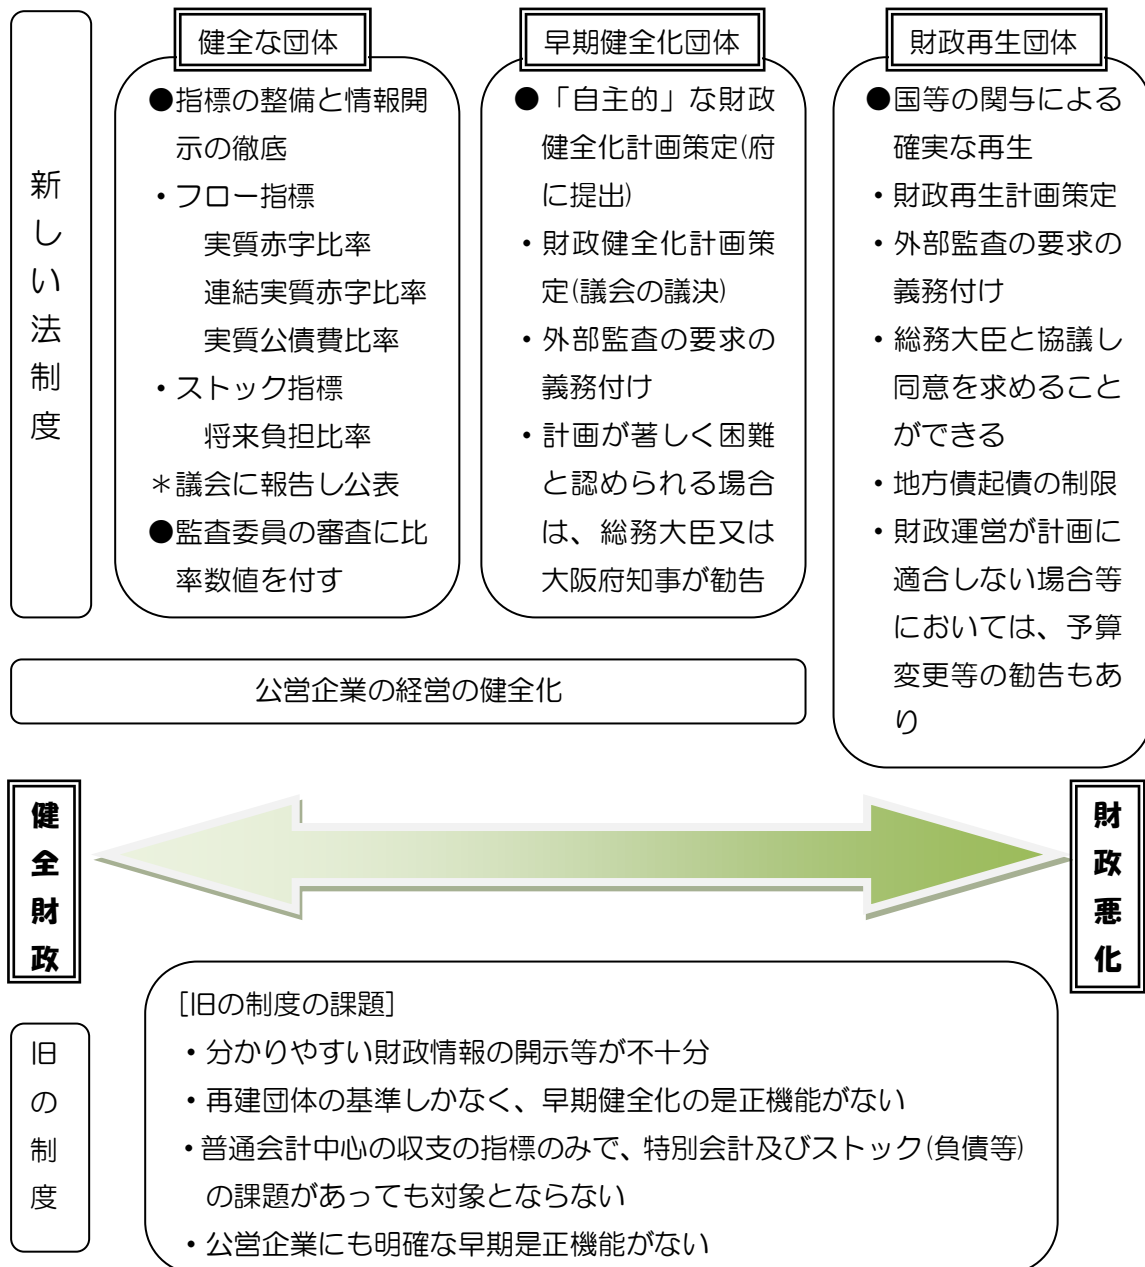 新しい法制度
健全な団体
●指標の整備と情報開
示の徹底
・フロー指標
実質赤字比率
連結実質赤字比率
実質公債費比率
・ストック指標
将来負担比率
＊議会に報告し公表
●監査委員の審査に比
率数値を付す
早期健全化団体
●「自主的」な財政
健全化計画策定(府
に提出)
・財政健全化計画策
定(議会の議決)
・外部監査の要求の
義務付け
・計画が著しく困難
と認められる場合
は、総務大臣又は
大阪府知事が勧告
財政再生団体
●国等の関与による
確実な再生
・財政再生計画策定
・外部監査の要求の
義務付け
・総務大臣と協議し
同意を求めること
ができる
・地方債起債の制限
・財政運営が計画に
適合しない場合等
においては、予算
変更等の勧告もあ
り
公営企業の経営の健全化
健全財政
財政悪化
旧の制度
[旧の制度の課題]
・分かりやすい財政情報の開示等が不十分
・再建団体の基準しかなく、早期健全化の是正機能がない
・普通会計中心の収支の指標のみで、特別会計及びストック(負債等)
の課題があっても対象とならない
・公営企業にも明確な早期是正機能がない